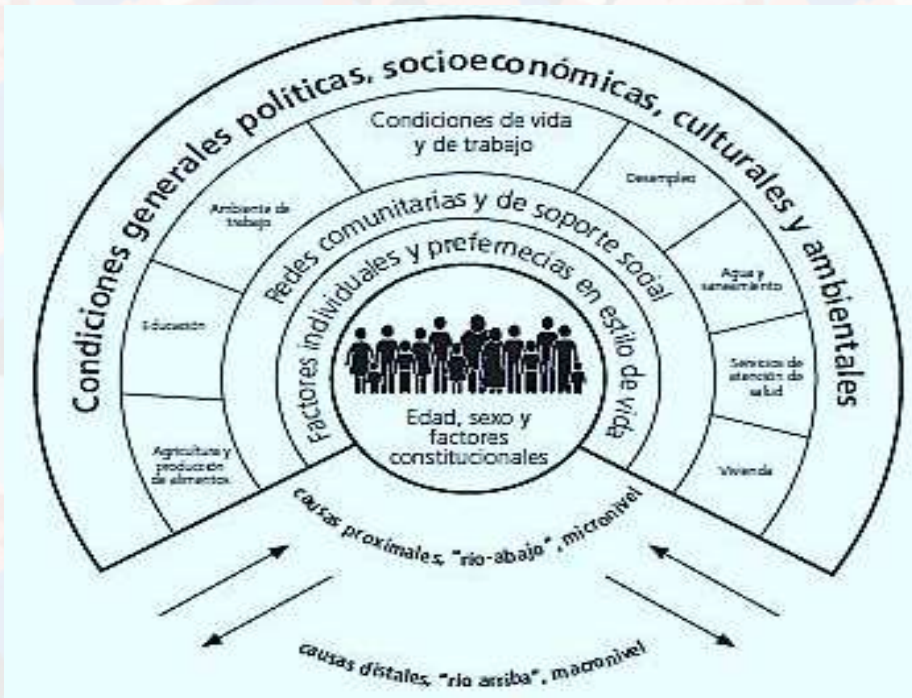 Condiciones generales políticas, socioeconómicas, culturales y ambientales
Condiciones de vida
y de trabajo
Agricultura y
producción
de alimentos
Educación
Ambiente de
trabajo
Desempleo
Agua y
saneamiento
Servicios de
atención de
salud
Vivienda
Redes comunitarias y de soporte social
Factores individuales y prefernecias en estilo de vida
Edad, sexo y
factores
constitucionales
causas proximales, "río-abajo", micronivel
causas distales, "río arriba", macronivel